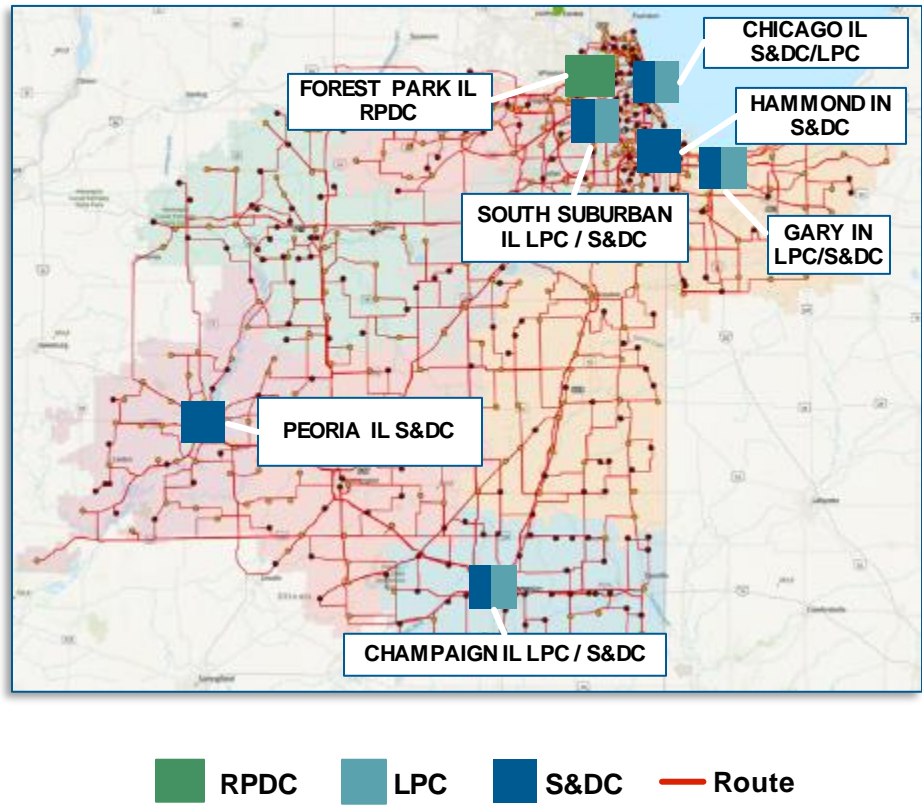 CHICAGO IL
S&DC/LPC
FOREST PARK IL
RPDC
HAMMOND IN
S&DC
SOUTH SUBURBAN
IL LPC / S&DC
GARY IN
LPC/S&DC
PEORIA IL S&DC
CHAMPAIGN IL LPC / S&DC
RPDC
LPC
S&DC
Route